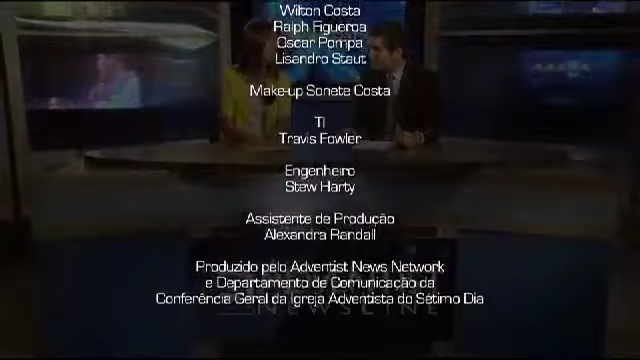 Wilton Costa
Ralph Figueroa
Oscar Pompa
Lisandro Staut
Make-up Sonete Costa
TI
Travis Fowler
Engenheiro
Stew Harty
Assistente de Produção
Alexandra Randall
Produzido pelo Adventist News Network
e Departamento de Comunicação da
Conferência Geral da Igreja Adventista do Sétimo Dia
NEWSLINE